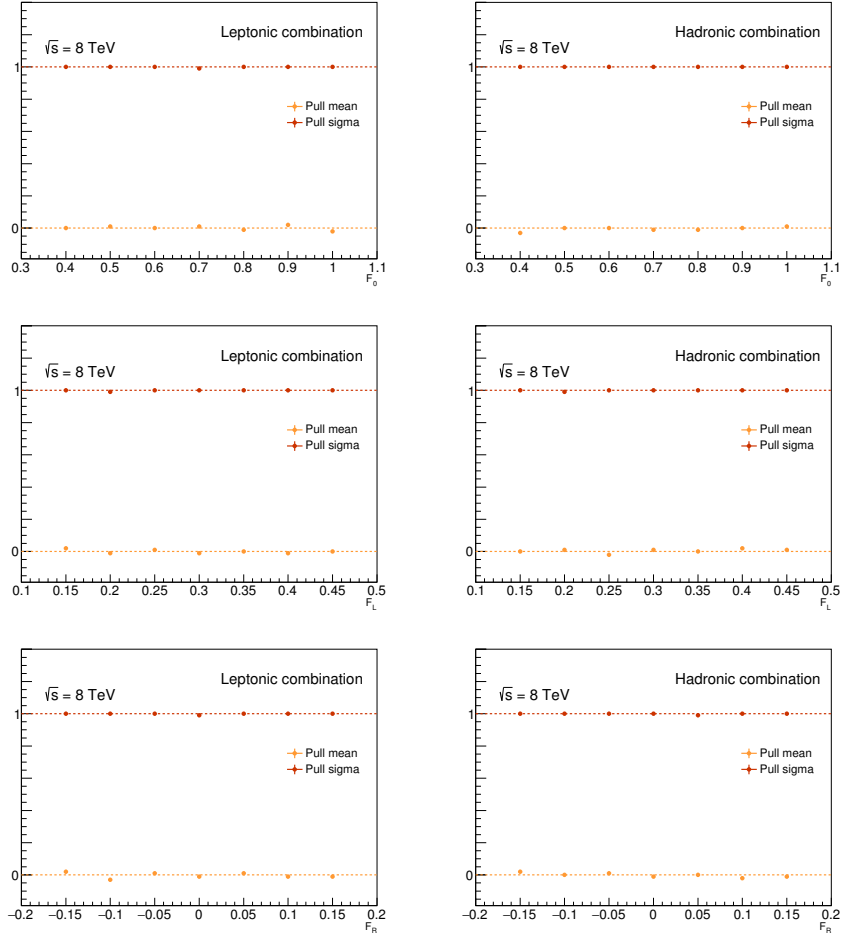 √s = 8 TeV
Leptonic combination
1
Pull mean
Pull sigma
0
0.3 0.4 0.5 0.6 0.7 0.8 0.9 1 1.1
F0
√s = 8 TeV
Hadronic combination
1
Pull mean
Pull sigma
0
0.3 0.4 0.5 0.6 0.7 0.8 0.9 1 1.1
F0
√s = 8 TeV
Leptonic combination
1
Pull mean
Pull sigma
0
0.1 0.15 0.2 0.25 0.3 0.35 0.4 0.45 0.5
FL
√s = 8 TeV
Hadronic combination
1
Pull mean
Pull sigma
0
0.1 0.15 0.2 0.25 0.3 0.35 0.4 0.45 0.5
FL
√s = 8 TeV
Leptonic combination
1
Pull mean
Pull sigma
0
−0.2 −0.15 −0.1 −0.05 0 0.05 0.1 0.15 0.2
FR
√s = 8 TeV
Hadronic combination
1
Pull mean
Pull sigma
0
−0.2 −0.15 −0.1 −0.05 0 0.05 0.1 0.15 0.2
FR